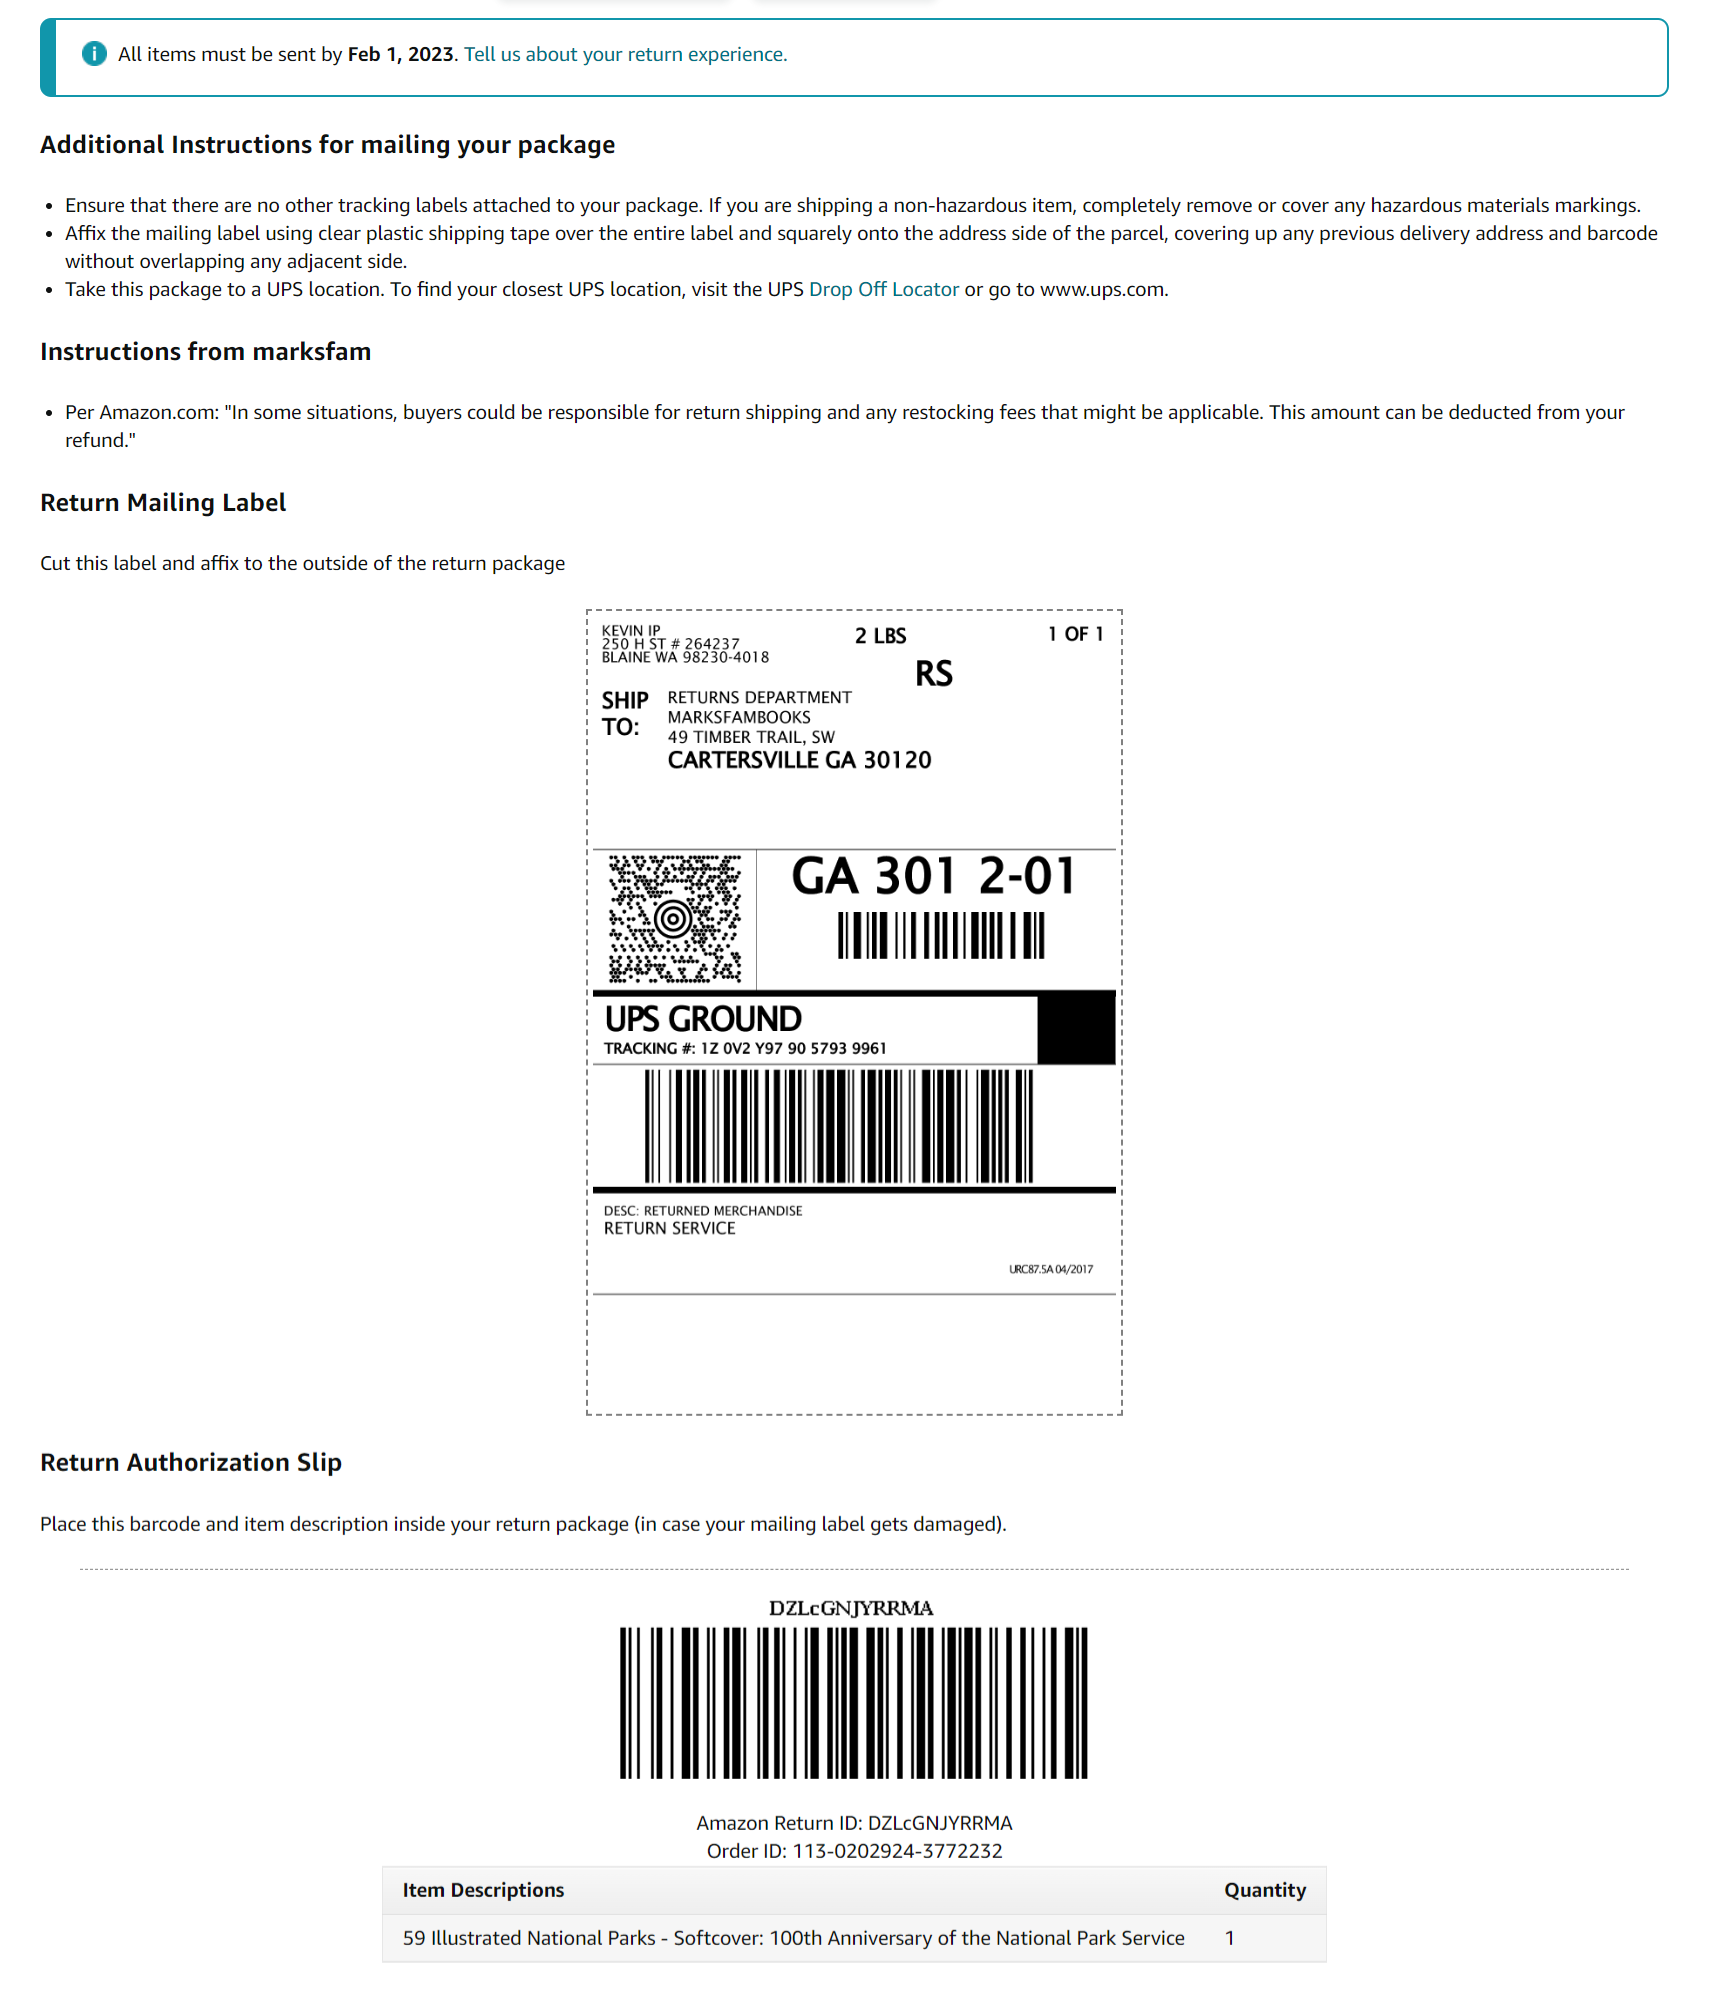 All items must be sent by Feb 1, 2023. Tell us about your return experience.
Additional Instructions for mailing your package
• Ensure that there are no other tracking labels attached to your package. If you are shipping a non-hazardous item, completely remove or cover any hazardous materials markings.
• Affix the mailing label using clear plastic shipping tape over the entire label and squarely onto the address side of the parcel, covering up any previous delivery address and barcode
without overlapping any adjacent side.
• Take this package to a UPS location. To find your closest UPS location, visit the UPS Drop Off Locator or go to www.ups.com.
Instructions from marksfam
• Per Amazon.com: "In some situations, buyers could be responsible for return shipping and any restocking fees that might be applicable. This amount can be deducted from your
refund."
Return Mailing Label
Cut this label and affix to the outside of the return package
KEVIN IP
250 H ST # 264237
BLAINE WA 98230-4018
2 LBS
1 OF 1
RS
SHIP
TO:
RETURNS DEPARTMENT
MARKSFAMBOOKS
49 TIMBER TRAIL, SW
CARTERSVILLE GA 30120
GA 301 2-01
UPS GROUND
TRACKING #: 1Z 0V2 Y97 90 5793 9961
DESC: RETURNED MERCHANDISE
RETURN SERVICE
URC87.5A 04/2017
Return Authorization Slip
Place this barcode and item description inside your return package (in case your mailing label gets damaged).
DZLcGNJYRRMA
Amazon Return ID: DZLcGNJYRRMA
Order ID: 113-0202924-3772232
Item Descriptions Quantity
59 Illustrated National Parks - Softcover: 100th Anniversary of the National Park Service 1